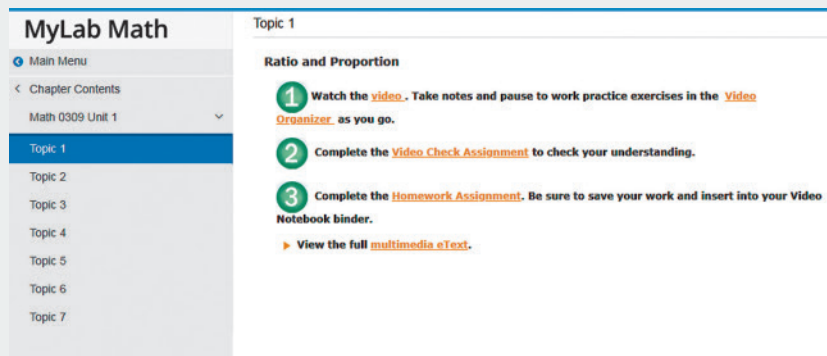 MyLab Math
Main Menu
Chapter Contents
Math 0309 Unit 1
Topic 1
Topic 2
Topic 3
Topic 4
Topic 5
Topic 6
Topic 7
Topic 1
Ratio and Proportion
1 Watch the video . Take notes and pause to work practice exercises in the Video
Organizer as you go.
2 Complete the Video Check Assignment to check your understanding.
3 Complete the Homework Assignment. Be sure to save your work and insert into your Video
Notebook binder.
View the full multimedia eText.